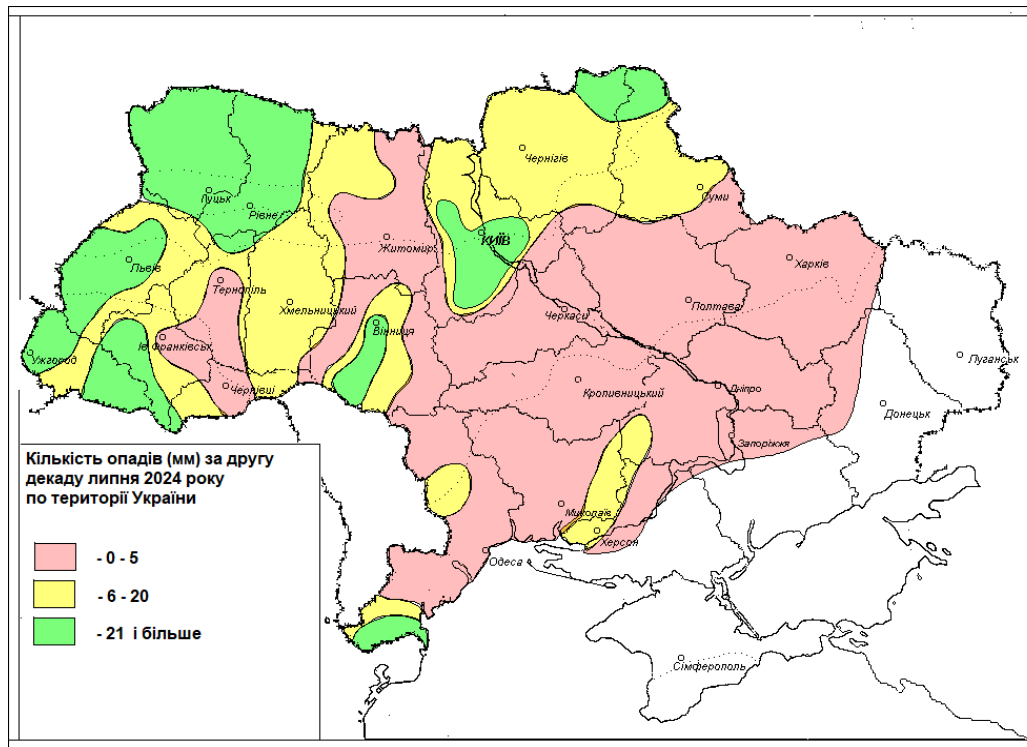 Чернігів
Суми
Луцьк
Рівне
КИЇВ
Житомир
Харків
Львів
Тернопіль
Хмельницький
Полтава
Черкаси
Вінниця
Ів Франківськ
Ужгород
Луганськ
Чернівці
Кропивницький
Дніпро
Донецьк
Запоріжжя
Кількість опадів (мм) за другу
декаду липня 2024 року
по території України
Миколаїв
Херсон
- 0 - 5
Одеса
- 6 - 20
- 21 і більше
Сімферополь